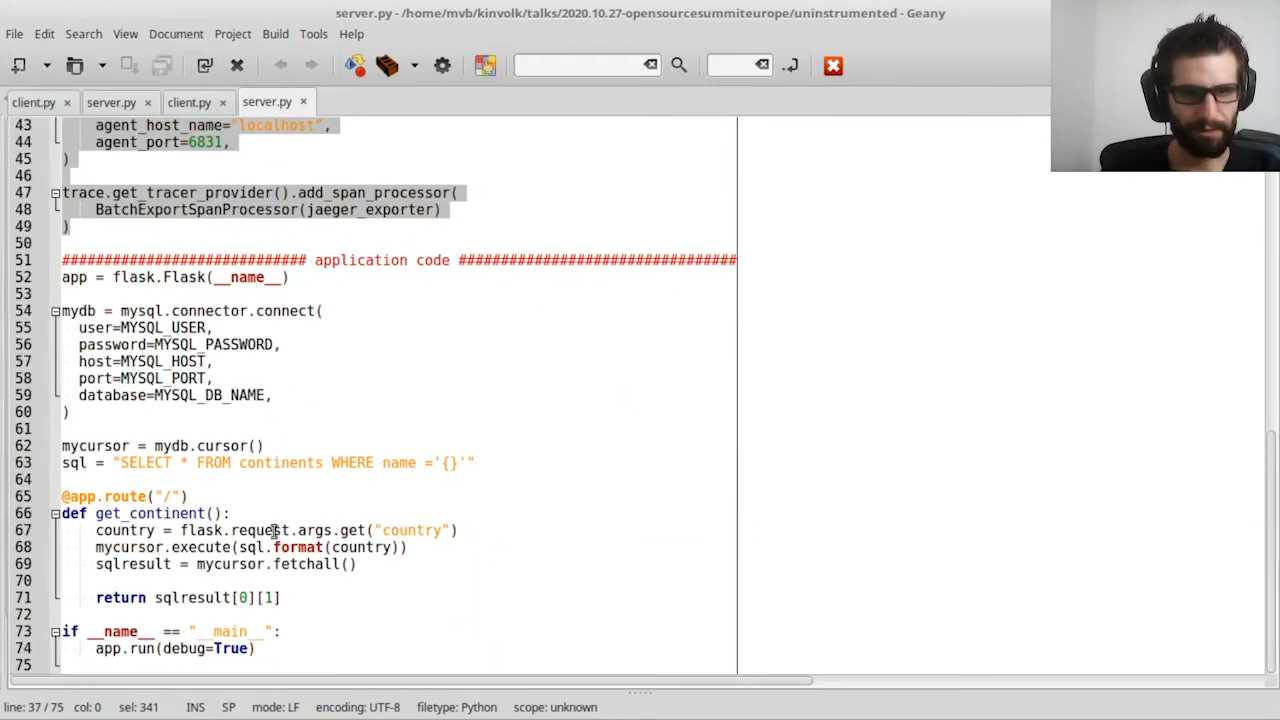 server.py - /home/mvb/kinvolk/talks/2020.10.27-opensourcesummiteurope/uninstrumented - Geany
File Edit Search View Document Project Build Tools Help
client.py × server.py × client.py × server.py ×
43 agent_host_name="localhost",
44 agent_port=6831,
45 )
46
47 trace.get_tracer_provider().add_span_processor(
48 BatchExportSpanProcessor(jaeger_exporter)
49 )
50
51 ############################# application code #################################
52 app = flask.Flask(__name__)
53
54 mydb = mysql.connector.connect(
55 user=MYSQL_USER,
56 password=MYSQL_PASSWORD,
57 host=MYSQL_HOST,
58 port=MYSQL_PORT,
59 database=MYSQL_DB_NAME,
60 )
61
62 mycursor = mydb.cursor()
63 sql = "SELECT * FROM continents WHERE name ='{}'"
64
65 @app.route("/")
66 def get_continent():
67 country = flask.request.args.get("country")
68 mycursor.execute(sql.format(country))
69 sqlresult = mycursor.fetchall()
70
71 return sqlresult[0][1]
72
73 if __name__ == "__main__":
74 app.run(debug=True)
75
line: 37 / 75 col: 0 sel: 341 INS SP mode: LF encoding: UTF-8 filetype: Python scope: unknown